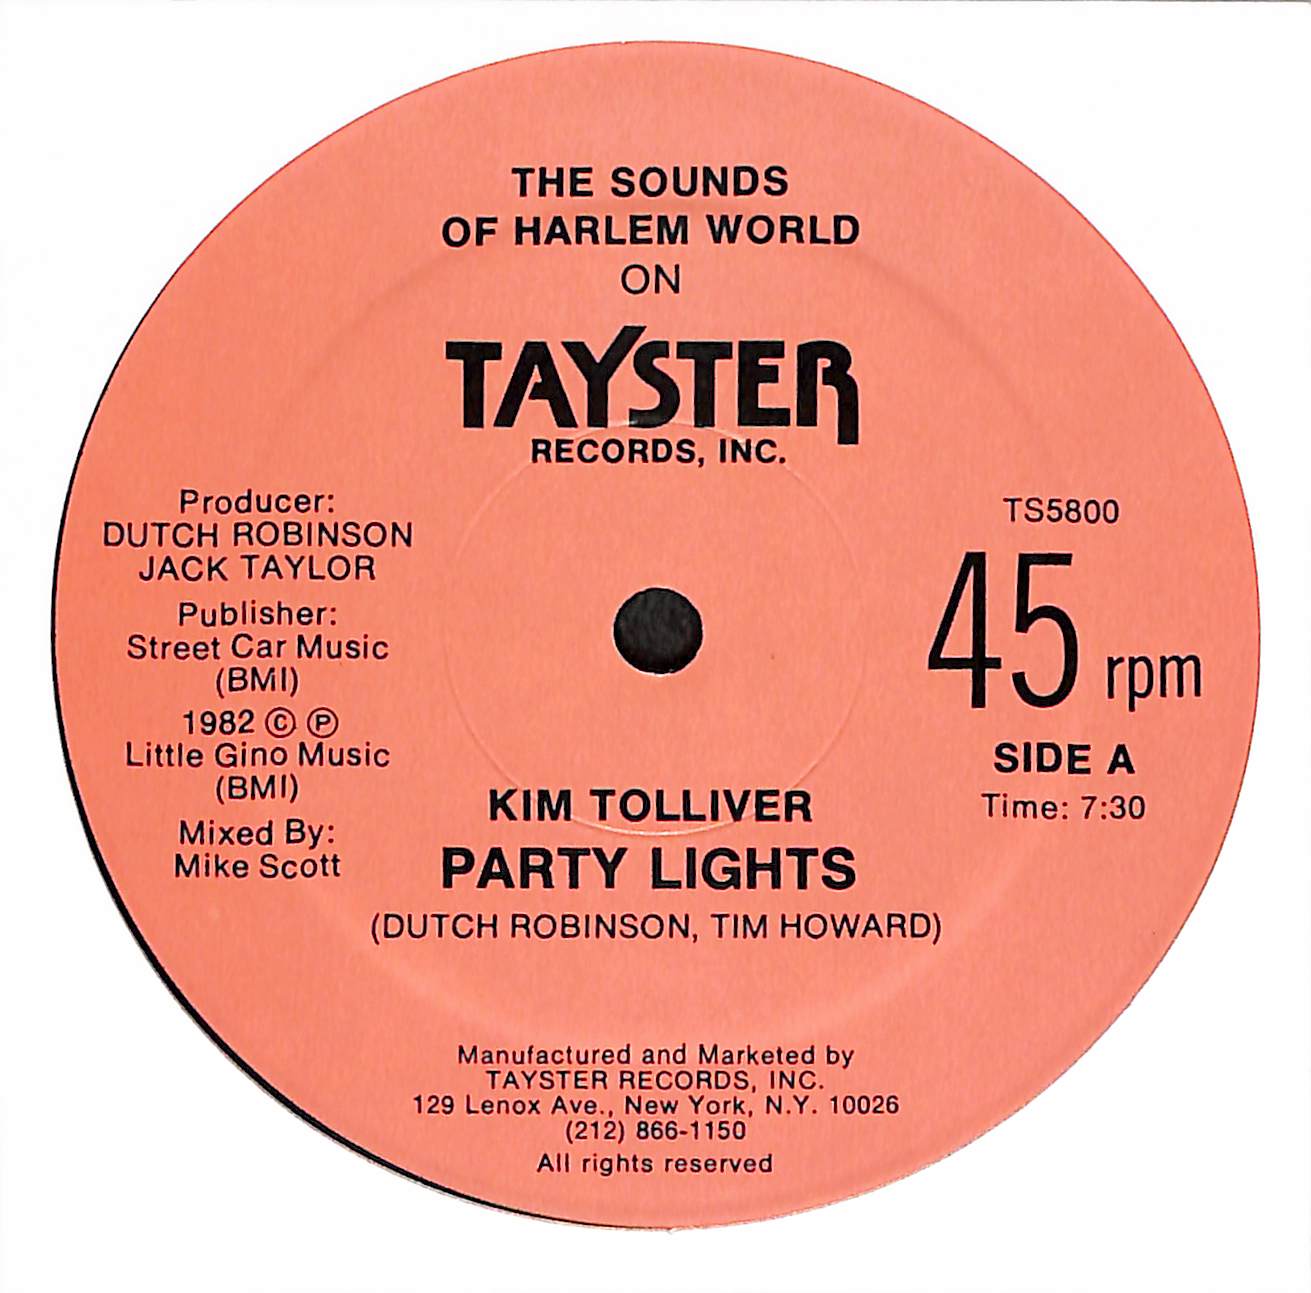 THE SOUNDS
OF HARLEM WORLD
ON
TAYSTER
RECORDS, INC.
Producer:
DUTCH ROBINSON
JACK TAYLOR
Publisher:
Street Car Music
(BMI)
1982 © ℗
Little Gino Music
(BMI)
Mixed By:
Mike Scott
TS5800
45 rpm
SIDE A
Time: 7:30
KIM TOLLIVER
PARTY LIGHTS
(DUTCH ROBINSON, TIM HOWARD)
Manufactured and Marketed by
TAYSTER RECORDS, INC.
129 Lenox Ave., New York, N.Y. 10026
(212) 866-1150
All rights reserved